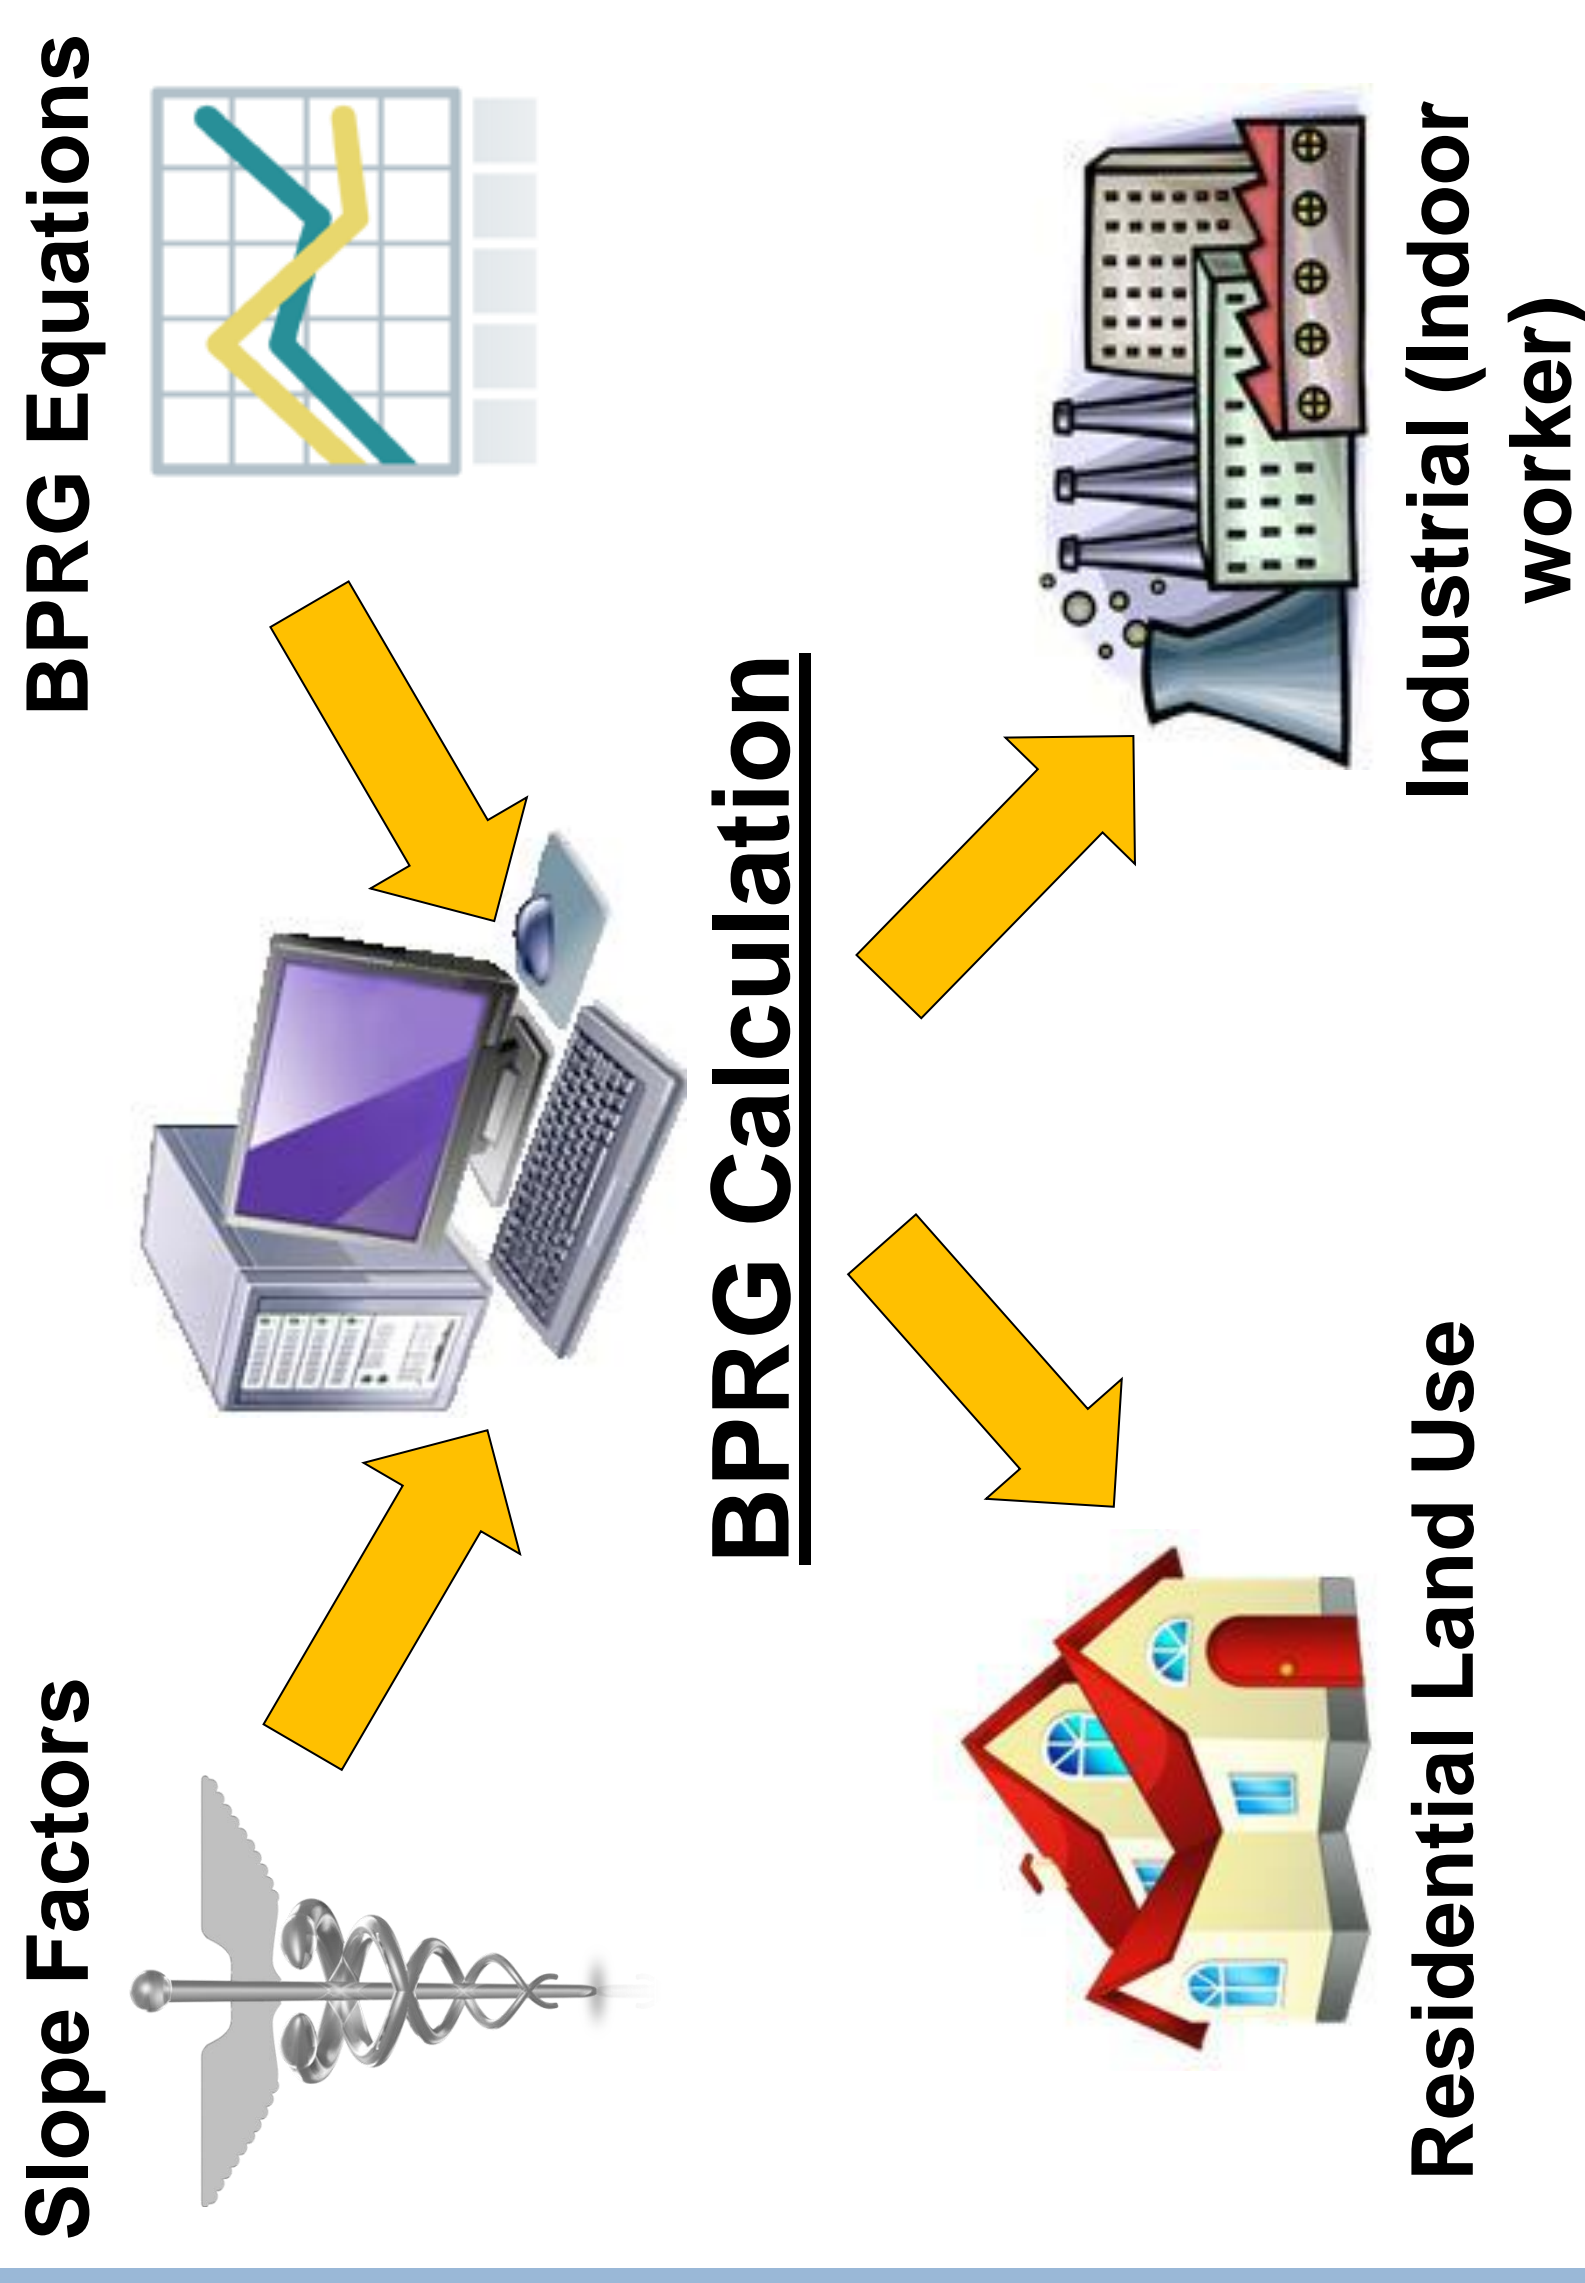 Slope Factors
BPRG Equations
BPRG Calculation
Residential Land Use
Industrial (Indoor
worker)